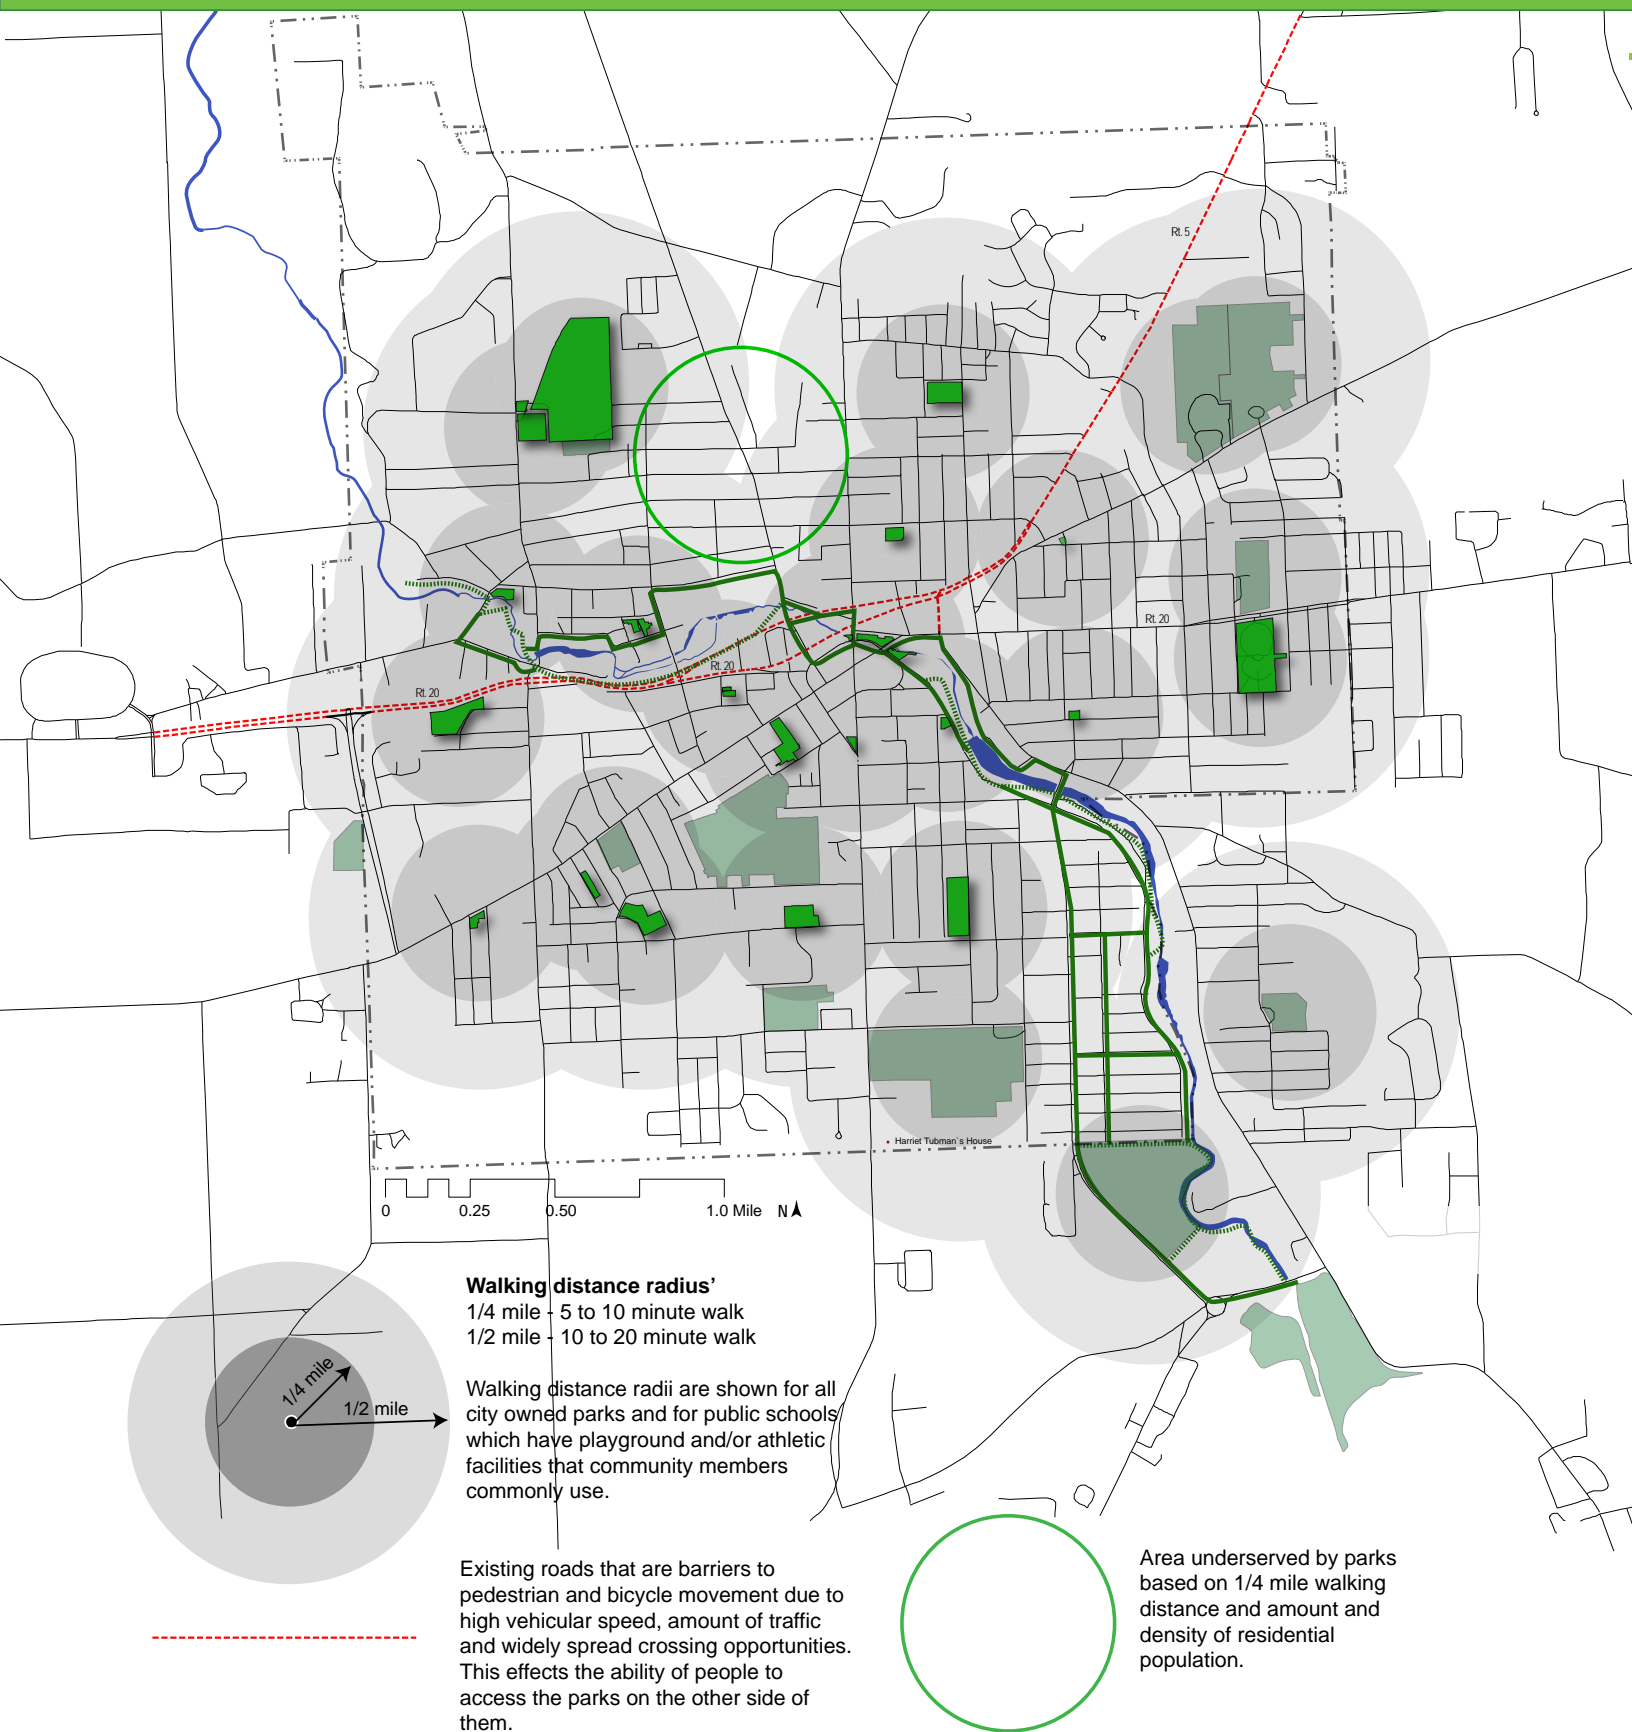 Rt. 5
Rt. 20
Rt. 20
Rt. 20
Harriet Tubman`s House
0 0.25 0.50 1.0 Mile N
Walking distance radius’
1/4 mile - 5 to 10 minute walk
1/2 mile - 10 to 20 minute walk
1/4 mile
1/2 mile
Walking distance radii are shown for all
city owned parks and for public schools
which have playground and/or athletic
facilities that community members
commonly use.
Existing roads that are barriers to
pedestrian and bicycle movement due to
high vehicular speed, amount of traffic
and widely spread crossing opportunities.
This effects the ability of people to
access the parks on the other side of
them.
Area underserved by parks
based on 1/4 mile walking
distance and amount and
density of residential
population.